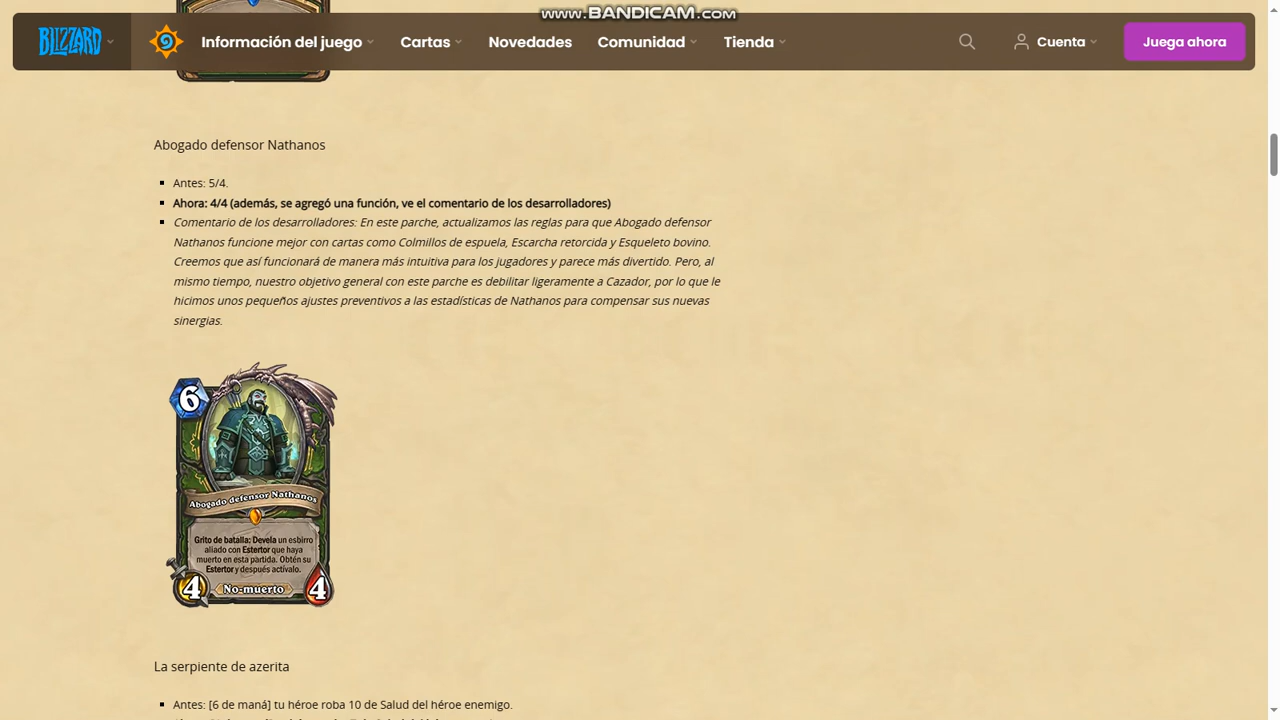 www.BANDICAM.com
BLIZZARD Información del juego Cartas Novedades Comunidad Tienda Cuenta Juega ahora
Abogado defensor Nathanos
Antes: 5/4.
Ahora: 4/4 (además, se agregó una función, ve el comentario de los desarrolladores)
Comentario de los desarrolladores: En este parche, actualizamos las reglas para que Abogado defensor
Nathanos funcione mejor con cartas como Colmillos de espuela, Escarcha retorcida y Esqueleto bovino.
Creemos que así funcionará de manera más intuitiva para los jugadores y parece más divertido. Pero, al
mismo tiempo, nuestro objetivo general con este parche es debilitar ligeramente a Cazador, por lo que le
hicimos unos pequeños ajustes preventivos a las estadísticas de Nathanos para compensar sus nuevas
sinergias.
6
Abogado defensor Nathanos
Grito de batalla: Devela un esbirro
aliado con Estertor que haya
muerto en esta partida. Obtén su
Estertor y después actívalo.
4 No-muerto 4
La serpiente de azerita
Antes: [6 de maná] tu héroe roba 10 de Salud del héroe enemigo.